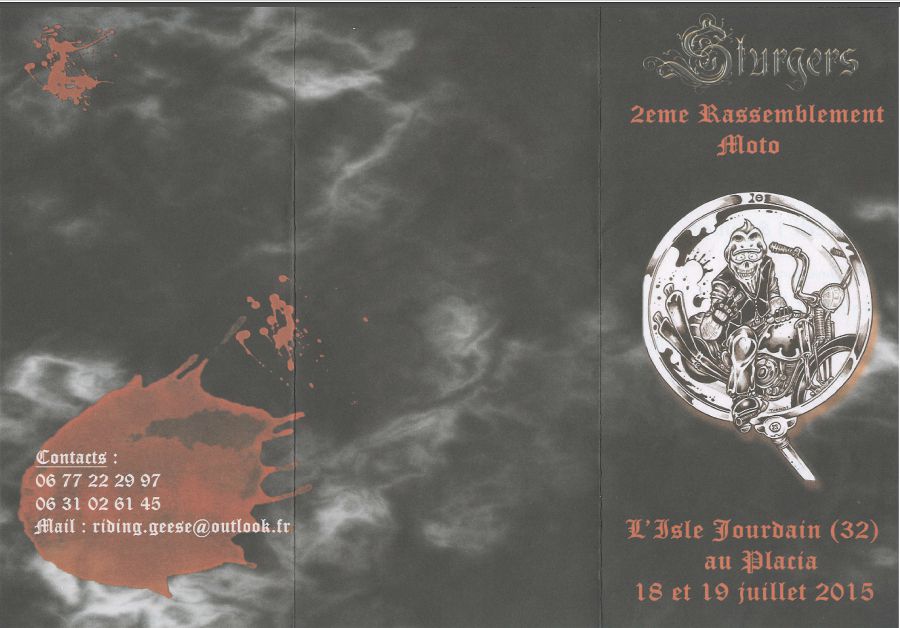 Contacts :
06 77 22 29 97
06 31 02 61 45
Mail : riding.geese@outlook.fr
Sturgers
2eme Rassemblement
Moto
L'Isle Jourdain (32)
au Placia
18 et 19 juillet 2015